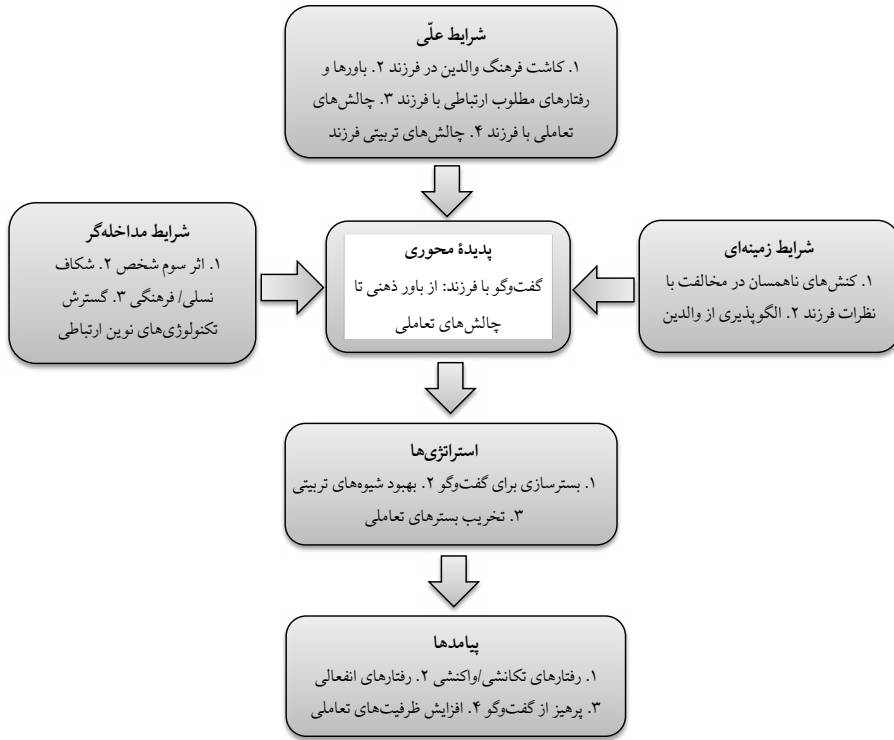 شرایط علّی
۱. کاشت فرهنگ والدین در فرزند ۲. باورها و
رفتارهای مطلوب ارتباطی با فرزند ۳. چالش‌های
تعاملی با فرزند ۴. چالش‌های تربیتی فرزند
شرایط زمینه‌ای
۱. کنش‌های ناهمسان در مخالفت با
نظرات فرزند ۲. الگوپذیری از والدین
پدیدۀ محوری
گفت‌وگو با فرزند: از باور ذهنی تا
چالش‌های تعاملی
شرایط مداخله‌گر
۱. اثر سوم شخص ۲. شکاف
نسلی/ فرهنگی ۳. گسترش
تکنولوژی‌های نوین ارتباطی
استراتژی‌ها
۱. بسترسازی برای گفت‌وگو ۲. بهبود شیوه‌های تربیتی
۳. تخریب بسترهای تعاملی
پیامدها
۱. رفتارهای تکانشی/واکنشی ۲. رفتارهای انفعالی
۳. پرهیز از گفت‌وگو ۴. افزایش ظرفیت‌های تعاملی